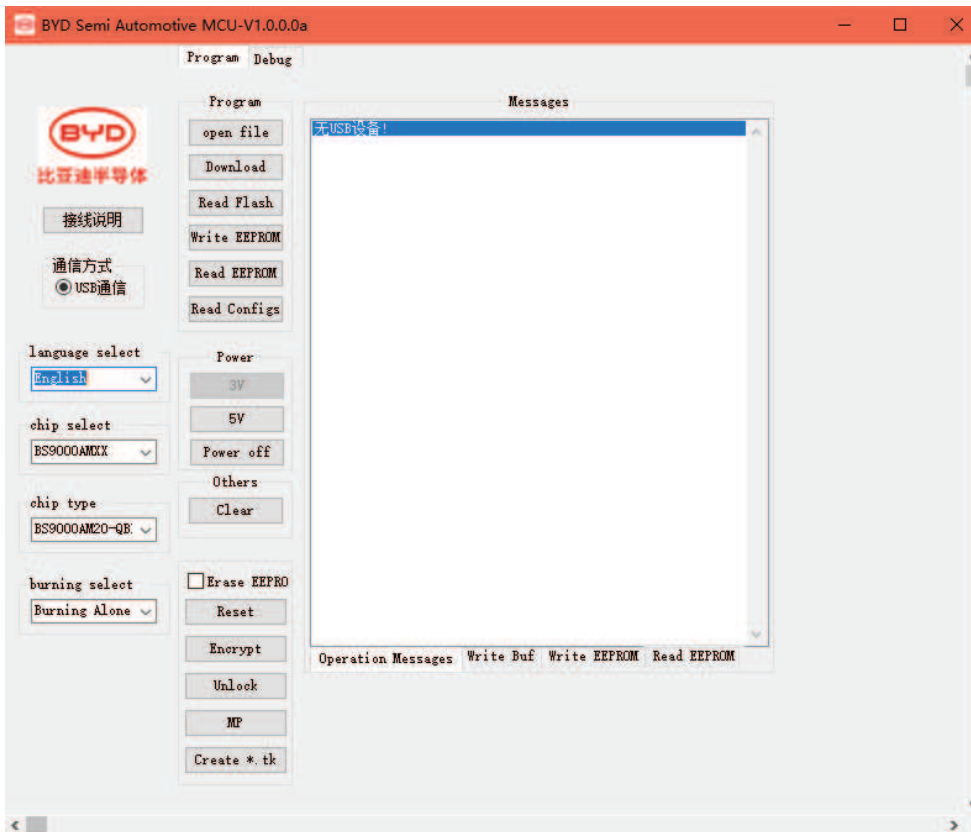 BYD Semi Automotive MCU-V1.0.0.0a
Program Debug
BYD
比亚迪半导体
接线说明
通信方式
USB通信
language select
English
chip select
BS9000AMXX
chip type
BS9000AM20-QB
burning select
Burning Alone
Program
open file
Download
Read Flash
Write EEPROM
Read EEPROM
Read Configs
Power
3V
5V
Power off
Others
Clear
Erase EEPRO
Reset
Encrypt
Unlock
MP
Create *.tk
Messages
无USB设备!
Operation Messages Write Buf Write EEPROM Read EEPROM